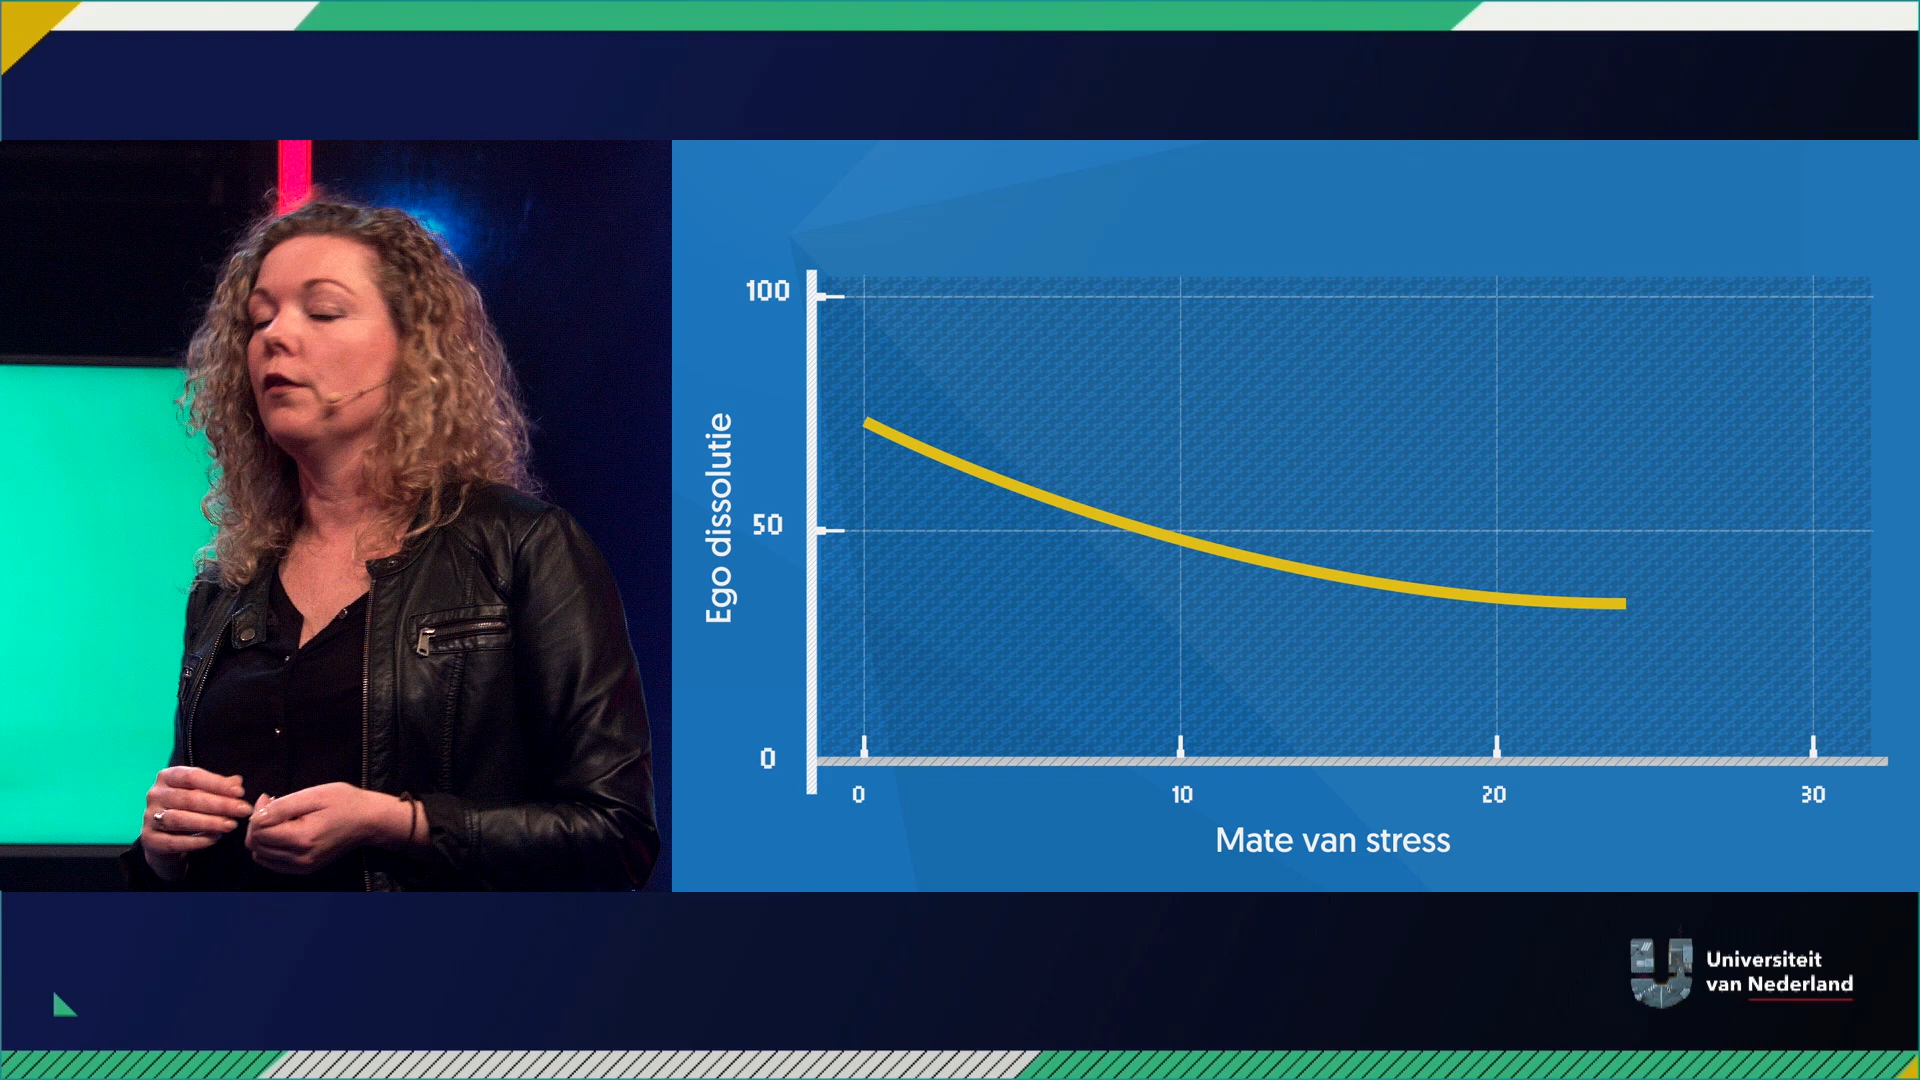 100
50
0
Ego dissolutie
0
10
20
30
Mate van stress
Universiteit
van Nederland